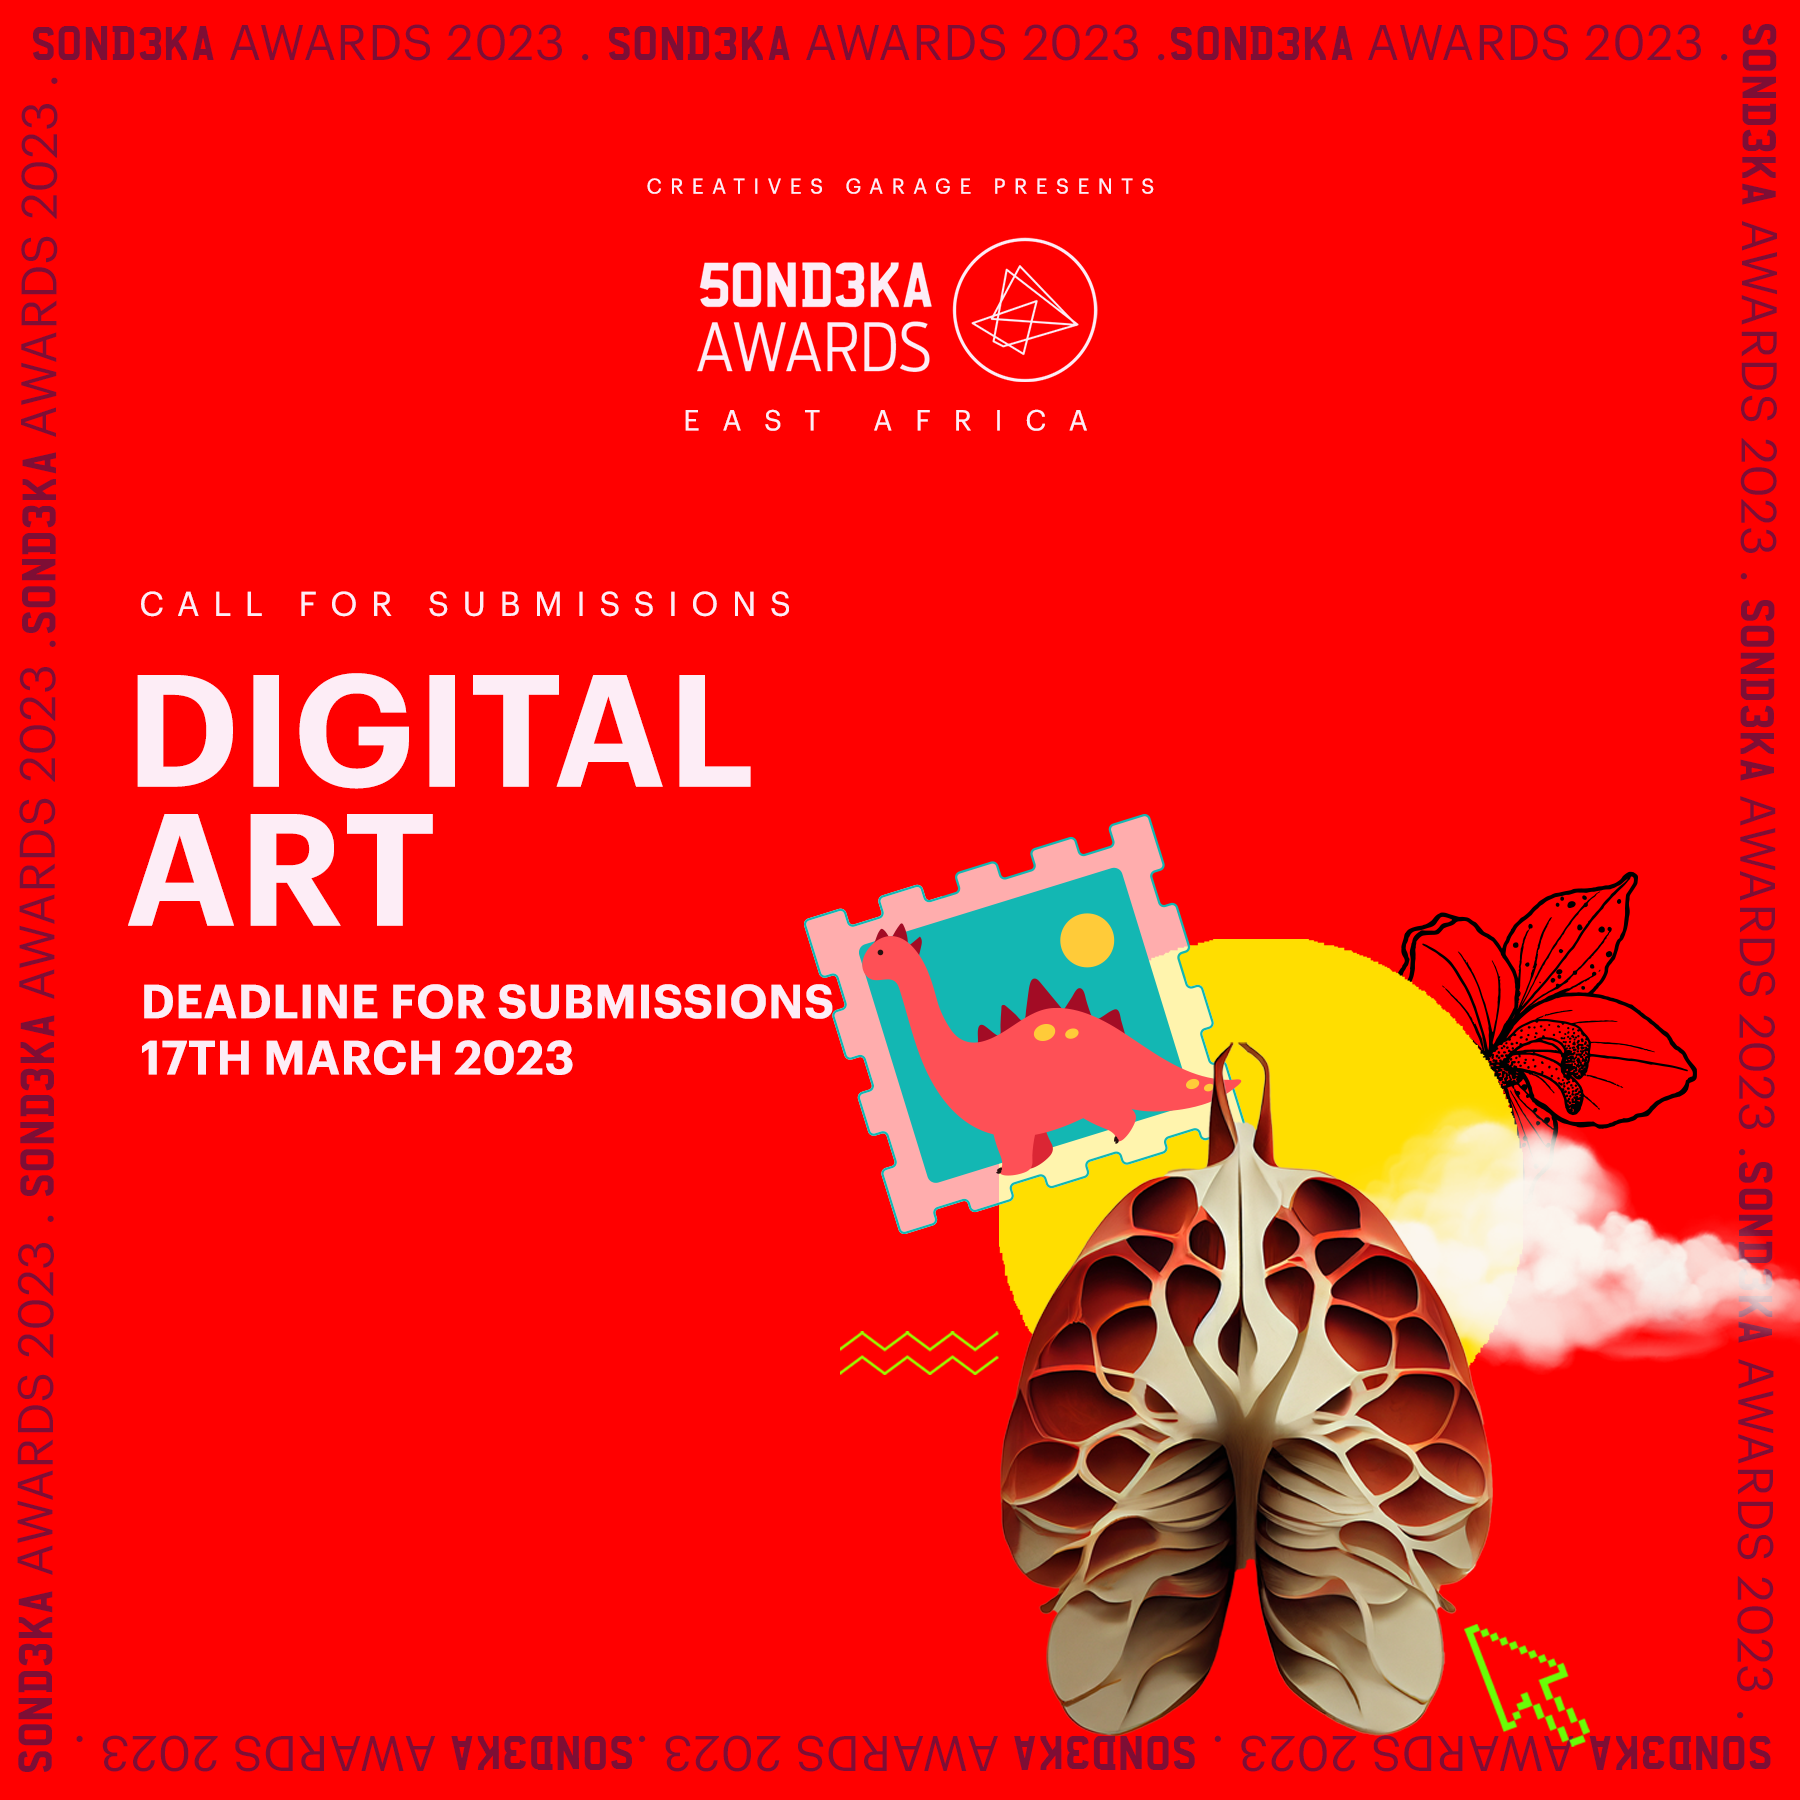 SOND3KA AWARDS 2023 . SOND3KA AWARDS 2023 .SOND3KA AWARDS 2023 .
SOND3KA AWARDS 2023 . SOND3KA AWARDS 2023 .SOND3KA AWARDS 2023 .
CREATIVES GARAGE PRESENTS
5OND3KA
AWARDS
EAST AFRICA
CALL FOR SUBMISSIONS
DIGITAL
ART
DEADLINE FOR SUBMISSIONS
17TH MARCH 2023
SOND3KA AWARDS 2023 . SOND3KA AWARDS 2023 .SOND3KA AWARDS 2023 .
SOND3KA AWARDS 2023 . SOND3KA AWARDS 2023 .SOND3KA AWARDS 2023 .